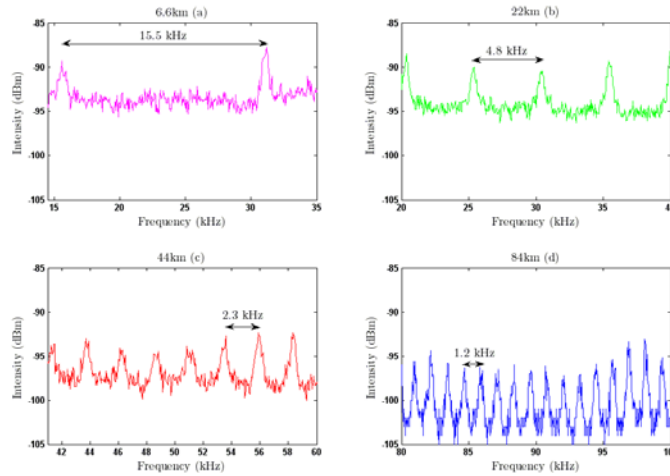 6.6km (a)
15.5 kHz
Intensity (dBm)
-85
-90
-95
-100
-105
15 20 25 30 35
Frequency (kHz)
22km (b)
4.8 kHz
Intensity (dBm)
-85
-90
-95
-100
-105
20 25 30 35 40
Frequency (kHz)
44km (c)
2.3 kHz
Intensity (dBm)
-85
-90
-95
-100
-105
42 44 46 48 50 52 54 56 58 60
Frequency (kHz)
84km (d)
1.2 kHz
Intensity (dBm)
-85
-90
-95
-100
-105
80 85 90 95
Frequency (kHz)